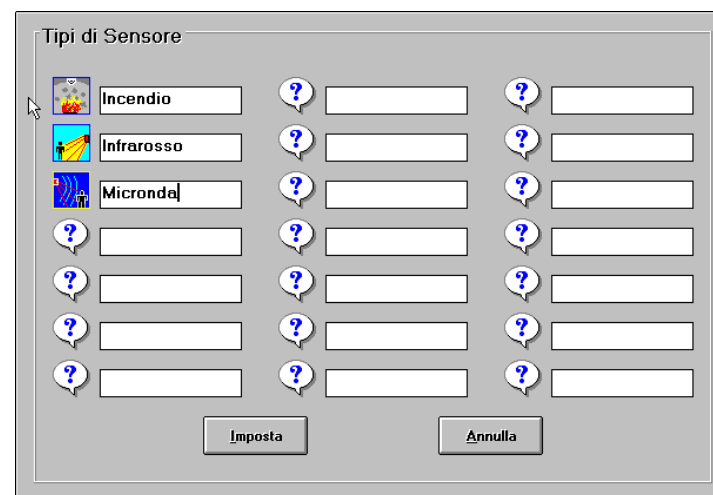 Tipi di Sensore
Incendio
Infrarosso
Micronda
Imposta
Annulla